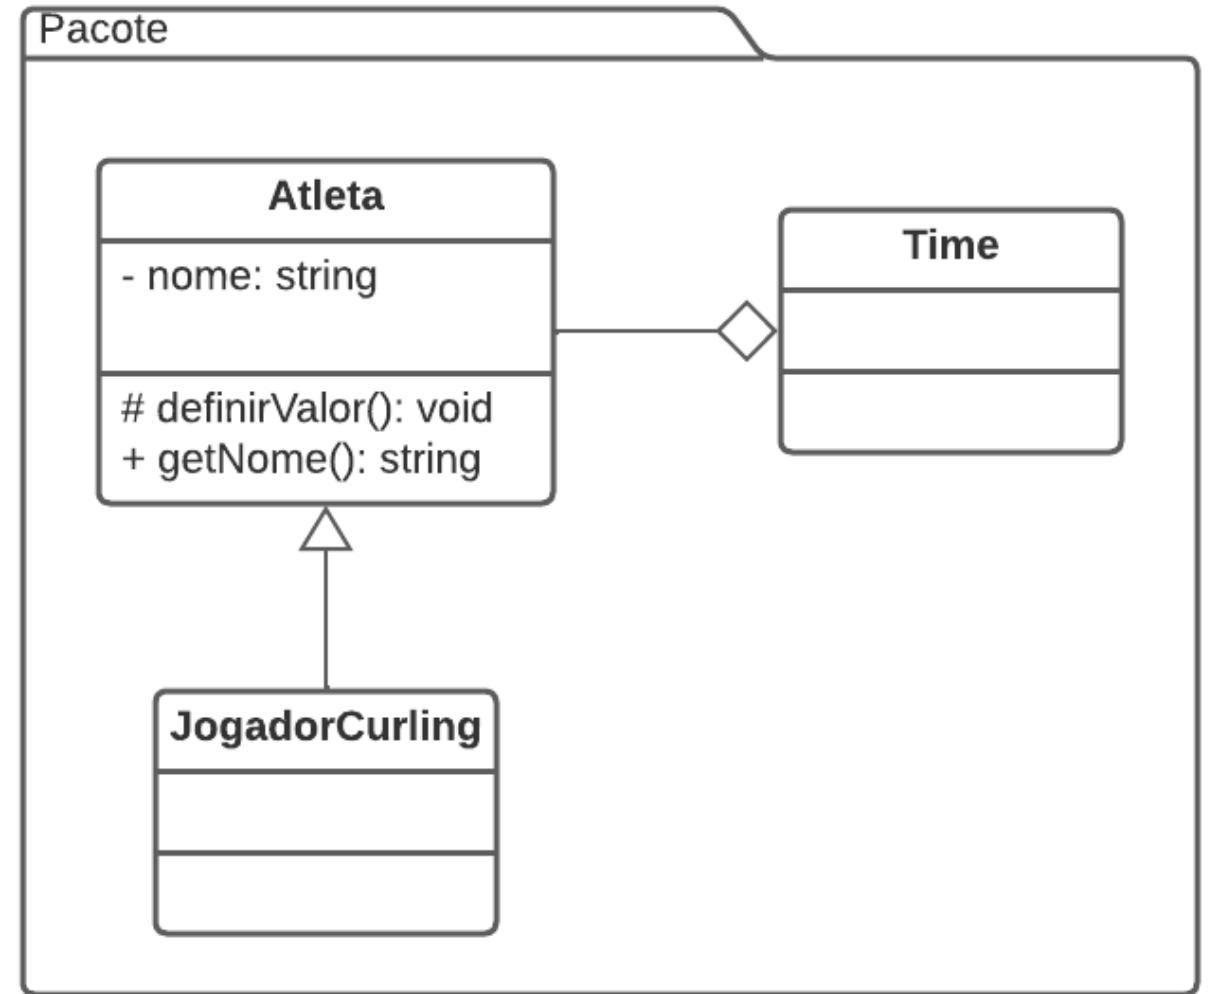 Pacote
Atleta
- nome: string
# definirValor(): void
+ getNome(): string
Time
JogadorCurling